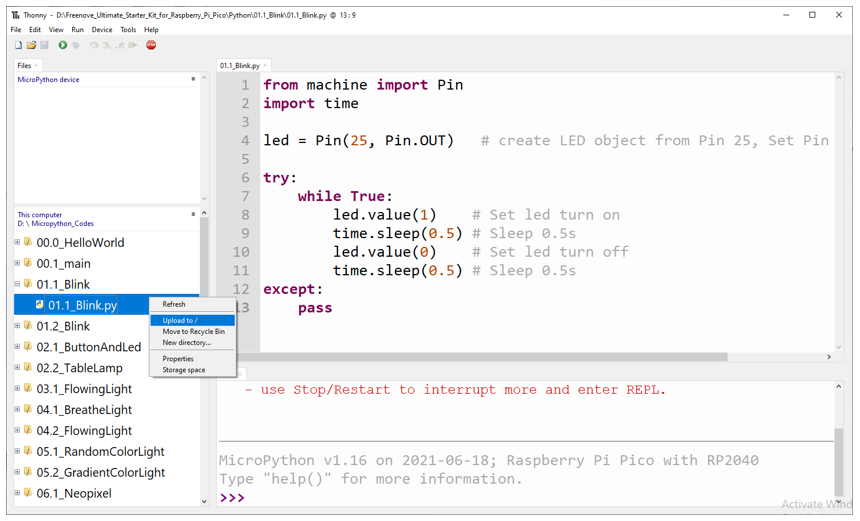 Thonny - D:\Freenove_Ultimate_Starter_Kit_for_Raspberry_Pi_Pico\Python\01.1_Blink\01.1_Blink.py @ 13 : 9
File Edit View Run Device Tools Help
Files
MicroPython device
This computer
D: \ Micropython_Codes
00.0_HelloWorld
00.1_main
01.1_Blink
01.1_Blink.py
01.2_Blink
02.1_ButtonAndLed
02.2_TableLamp
03.1_FlowingLight
04.1_BreatheLight
04.2_FlowingLight
05.1_RandomColorLight
05.2_GradientColorLight
06.1_Neopixel
Refresh
Upload to /
Move to Recycle Bin
New directory...
Properties
Storage space
01.1_Blink.py
1 from machine import Pin
2 import time
3
4 led = Pin(25, Pin.OUT) # create LED object from Pin 25, Set Pin
5
6 try:
7 while True:
8 led.value(1) # Set led turn on
9 time.sleep(0.5) # Sleep 0.5s
10 led.value(0) # Set led turn off
11 time.sleep(0.5) # Sleep 0.5s
12 except:
13 pass
- use Stop/Restart to interrupt more and enter REPL.
MicroPython v1.16 on 2021-06-18; Raspberry Pi Pico with RP2040
Type "help()" for more information.
>>>
Activate Wind